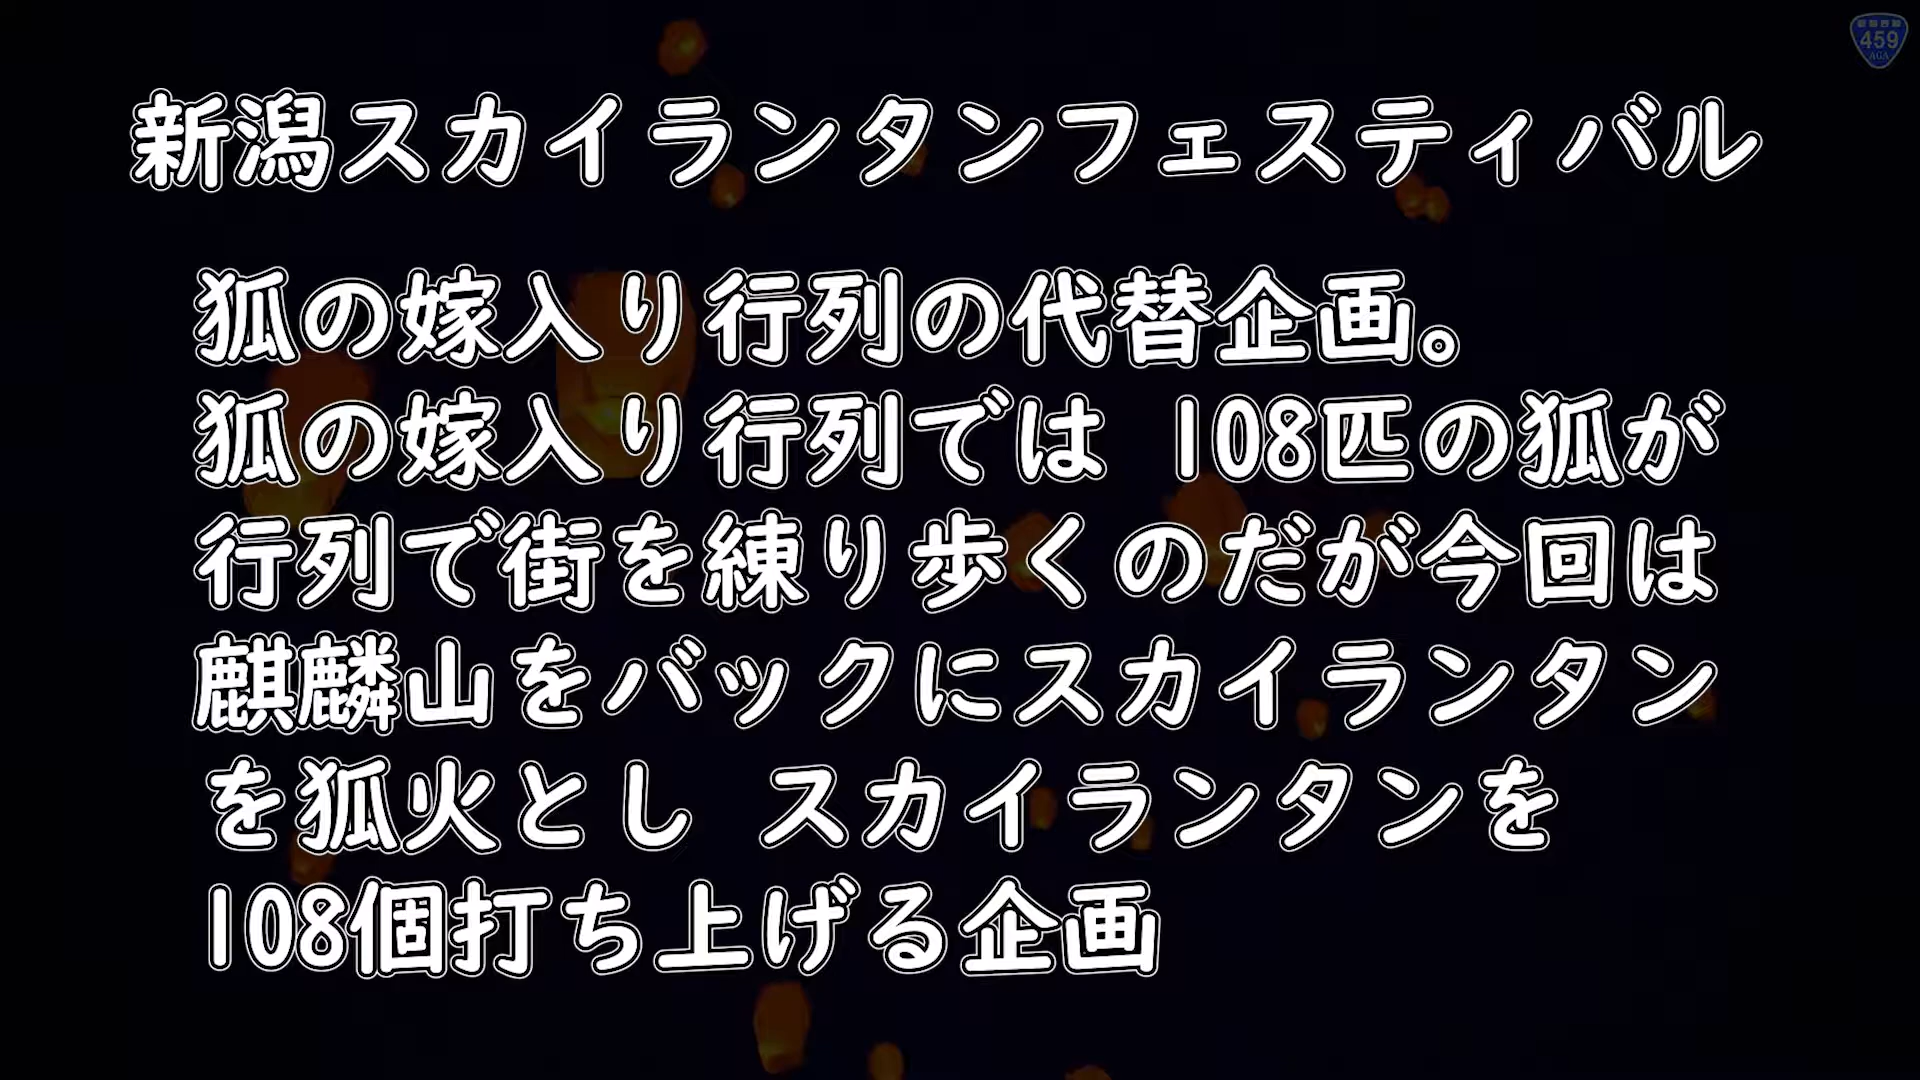 新潟スカイランタンフェスティバル
狐の嫁入り行列の代替企画。
狐の嫁入り行列では 108匹の狐が
行列で街を練り歩くのだが今回は
麒麟山をバックにスカイランタン
を狐火とし スカイランタンを
108個打ち上げる企画
459
AGA